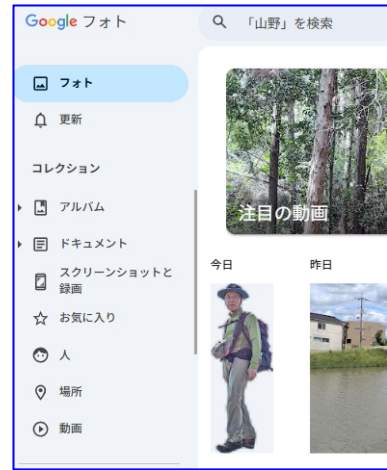 Google フォト
「山野」を検索
フォト
更新
コレクション
アルバム
ドキュメント
スクリーンショットと
録画
お気に入り
人
場所
動画
注目の動画
今日
昨日